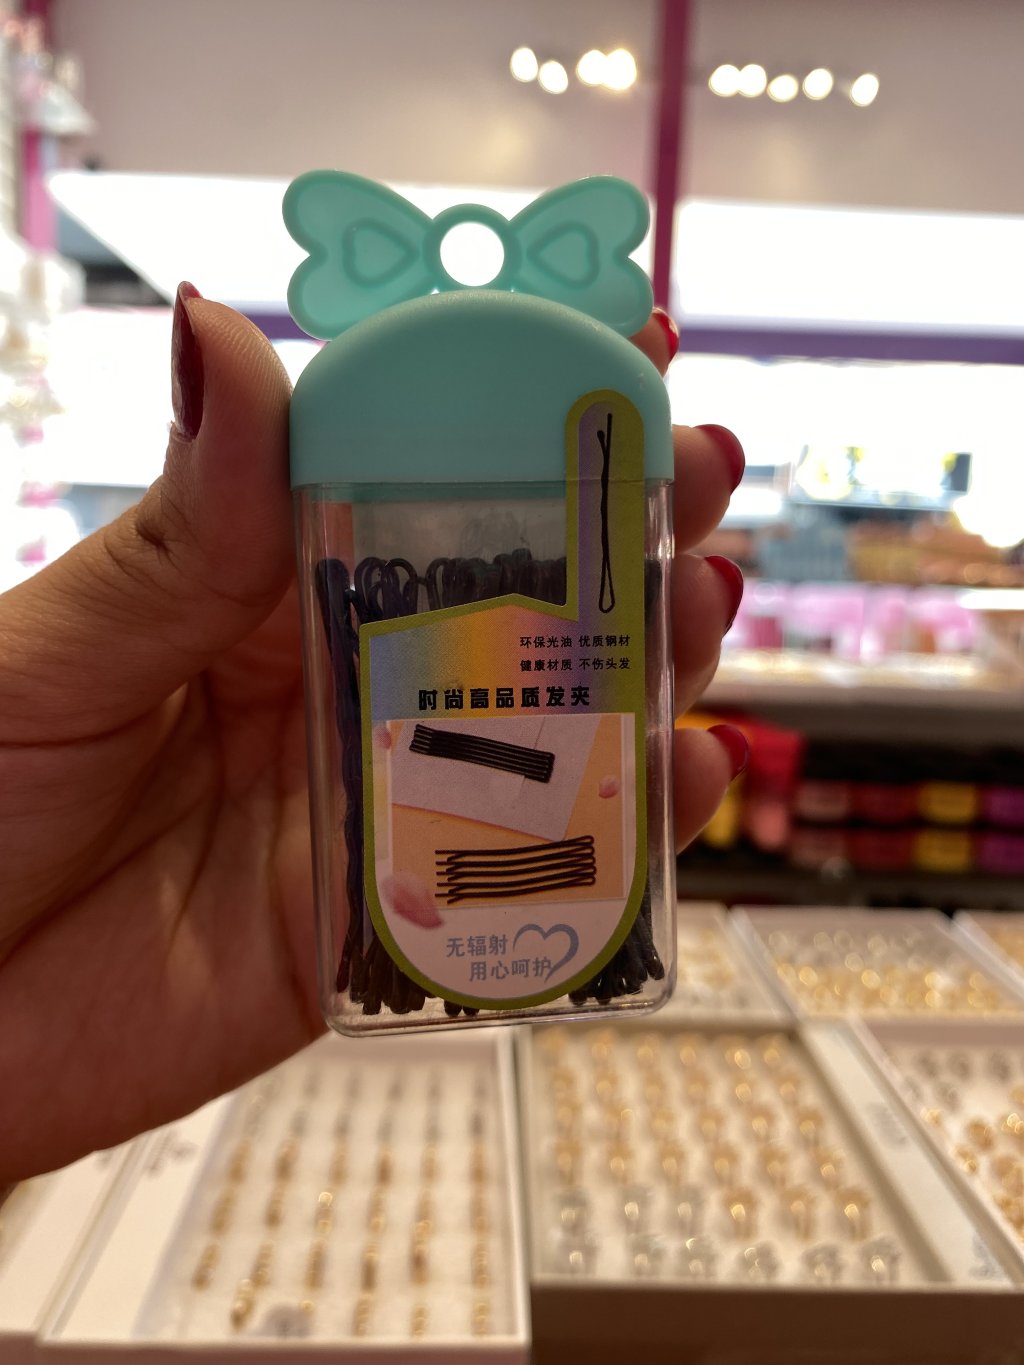 环保光油 优质钢材
健康材质 不伤头发
时尚高品质发夹
无辐射
用心呵护